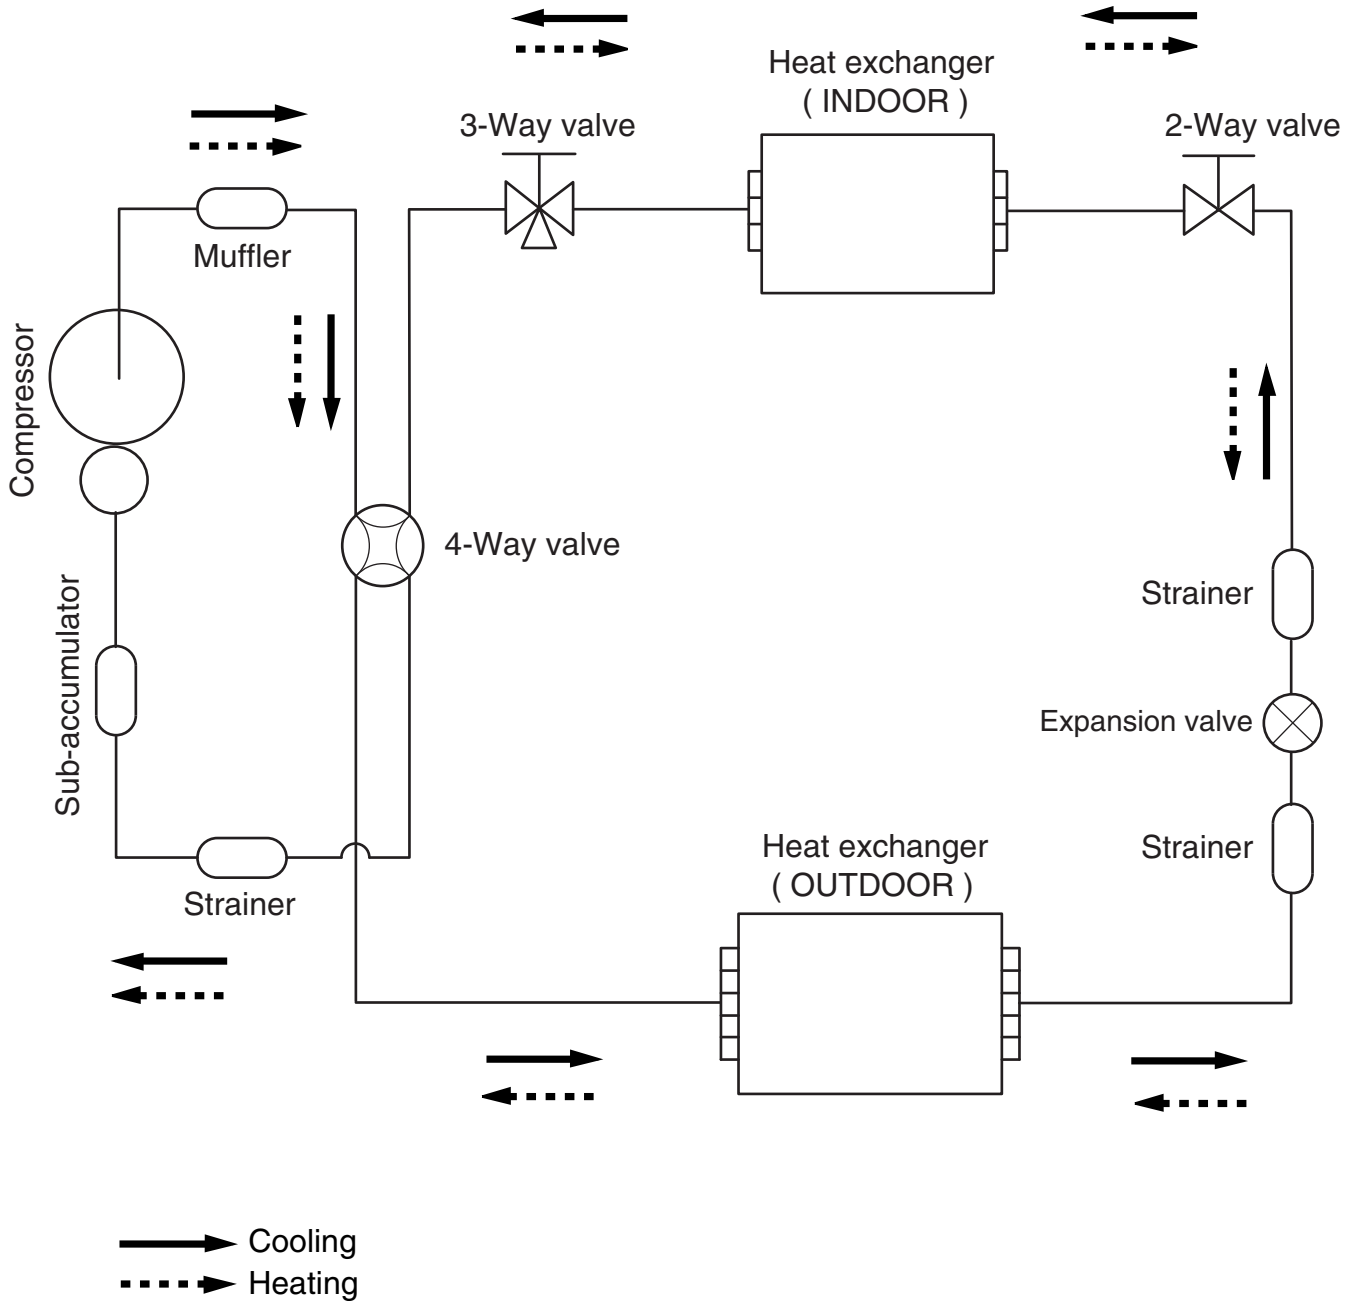 Heat exchanger
( INDOOR )
3-Way valve
2-Way valve
Muffler
Compressor
4-Way valve
Strainer
Sub-accumulator
Expansion valve
Strainer
Heat exchanger
( OUTDOOR )
Strainer
Cooling
Heating